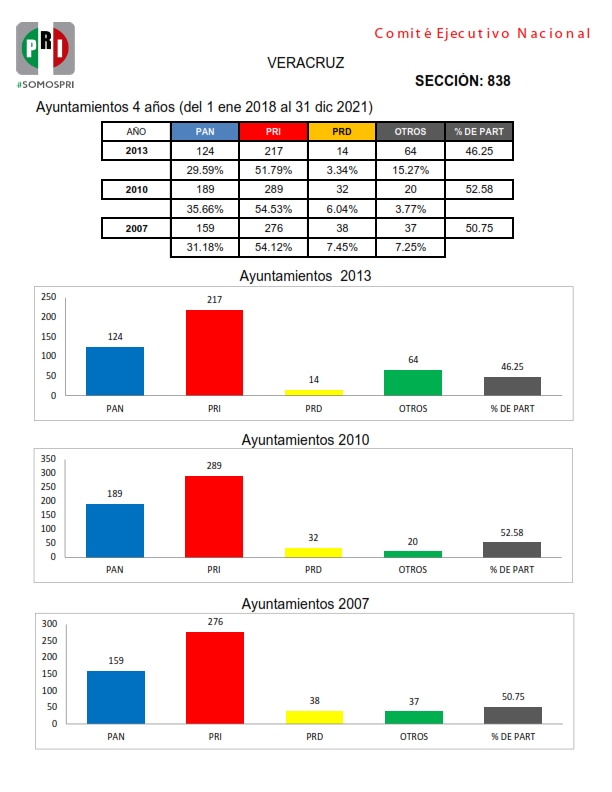 Comité Ejecutivo Nacional
PRI
#SOMOSPRI
VERACRUZ
SECCIÓN: 838
Ayuntamientos 4 años (del 1 ene 2018 al 31 dic 2021)
AÑO PAN PRI PRD OTROS % DE PART
2013 124 217 14 64 46.25
29.59% 51.79% 3.34% 15.27%
2010 189 289 32 20 52.58
35.66% 54.53% 6.04% 3.77%
2007 159 276 38 37 50.75
31.18% 54.12% 7.45% 7.25%
Ayuntamientos 2013
250
200
150
100
50
0
124 217 14 64 46.25
PAN PRI PRD OTROS % DE PART
Ayuntamientos 2010
350
300
250
200
150
100
50
0
189 289 32 20 52.58
PAN PRI PRD OTROS % DE PART
Ayuntamientos 2007
300
250
200
150
100
50
0
159 276 38 37 50.75
PAN PRI PRD OTROS % DE PART